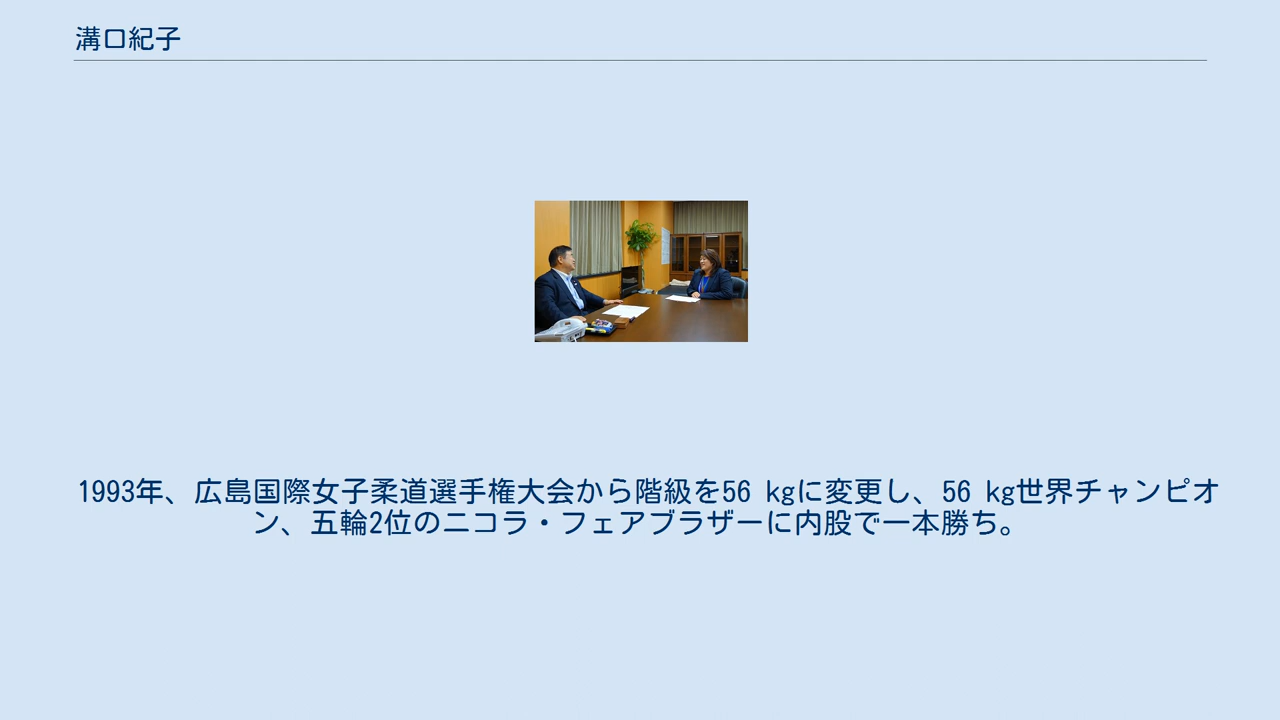 溝口紀子
1993年、広島国際女子柔道選手権大会から階級を56 kgに変更し、56 kg世界チャンピオ
ン、五輪2位のニコラ・フェアブラザーに内股で一本勝ち。